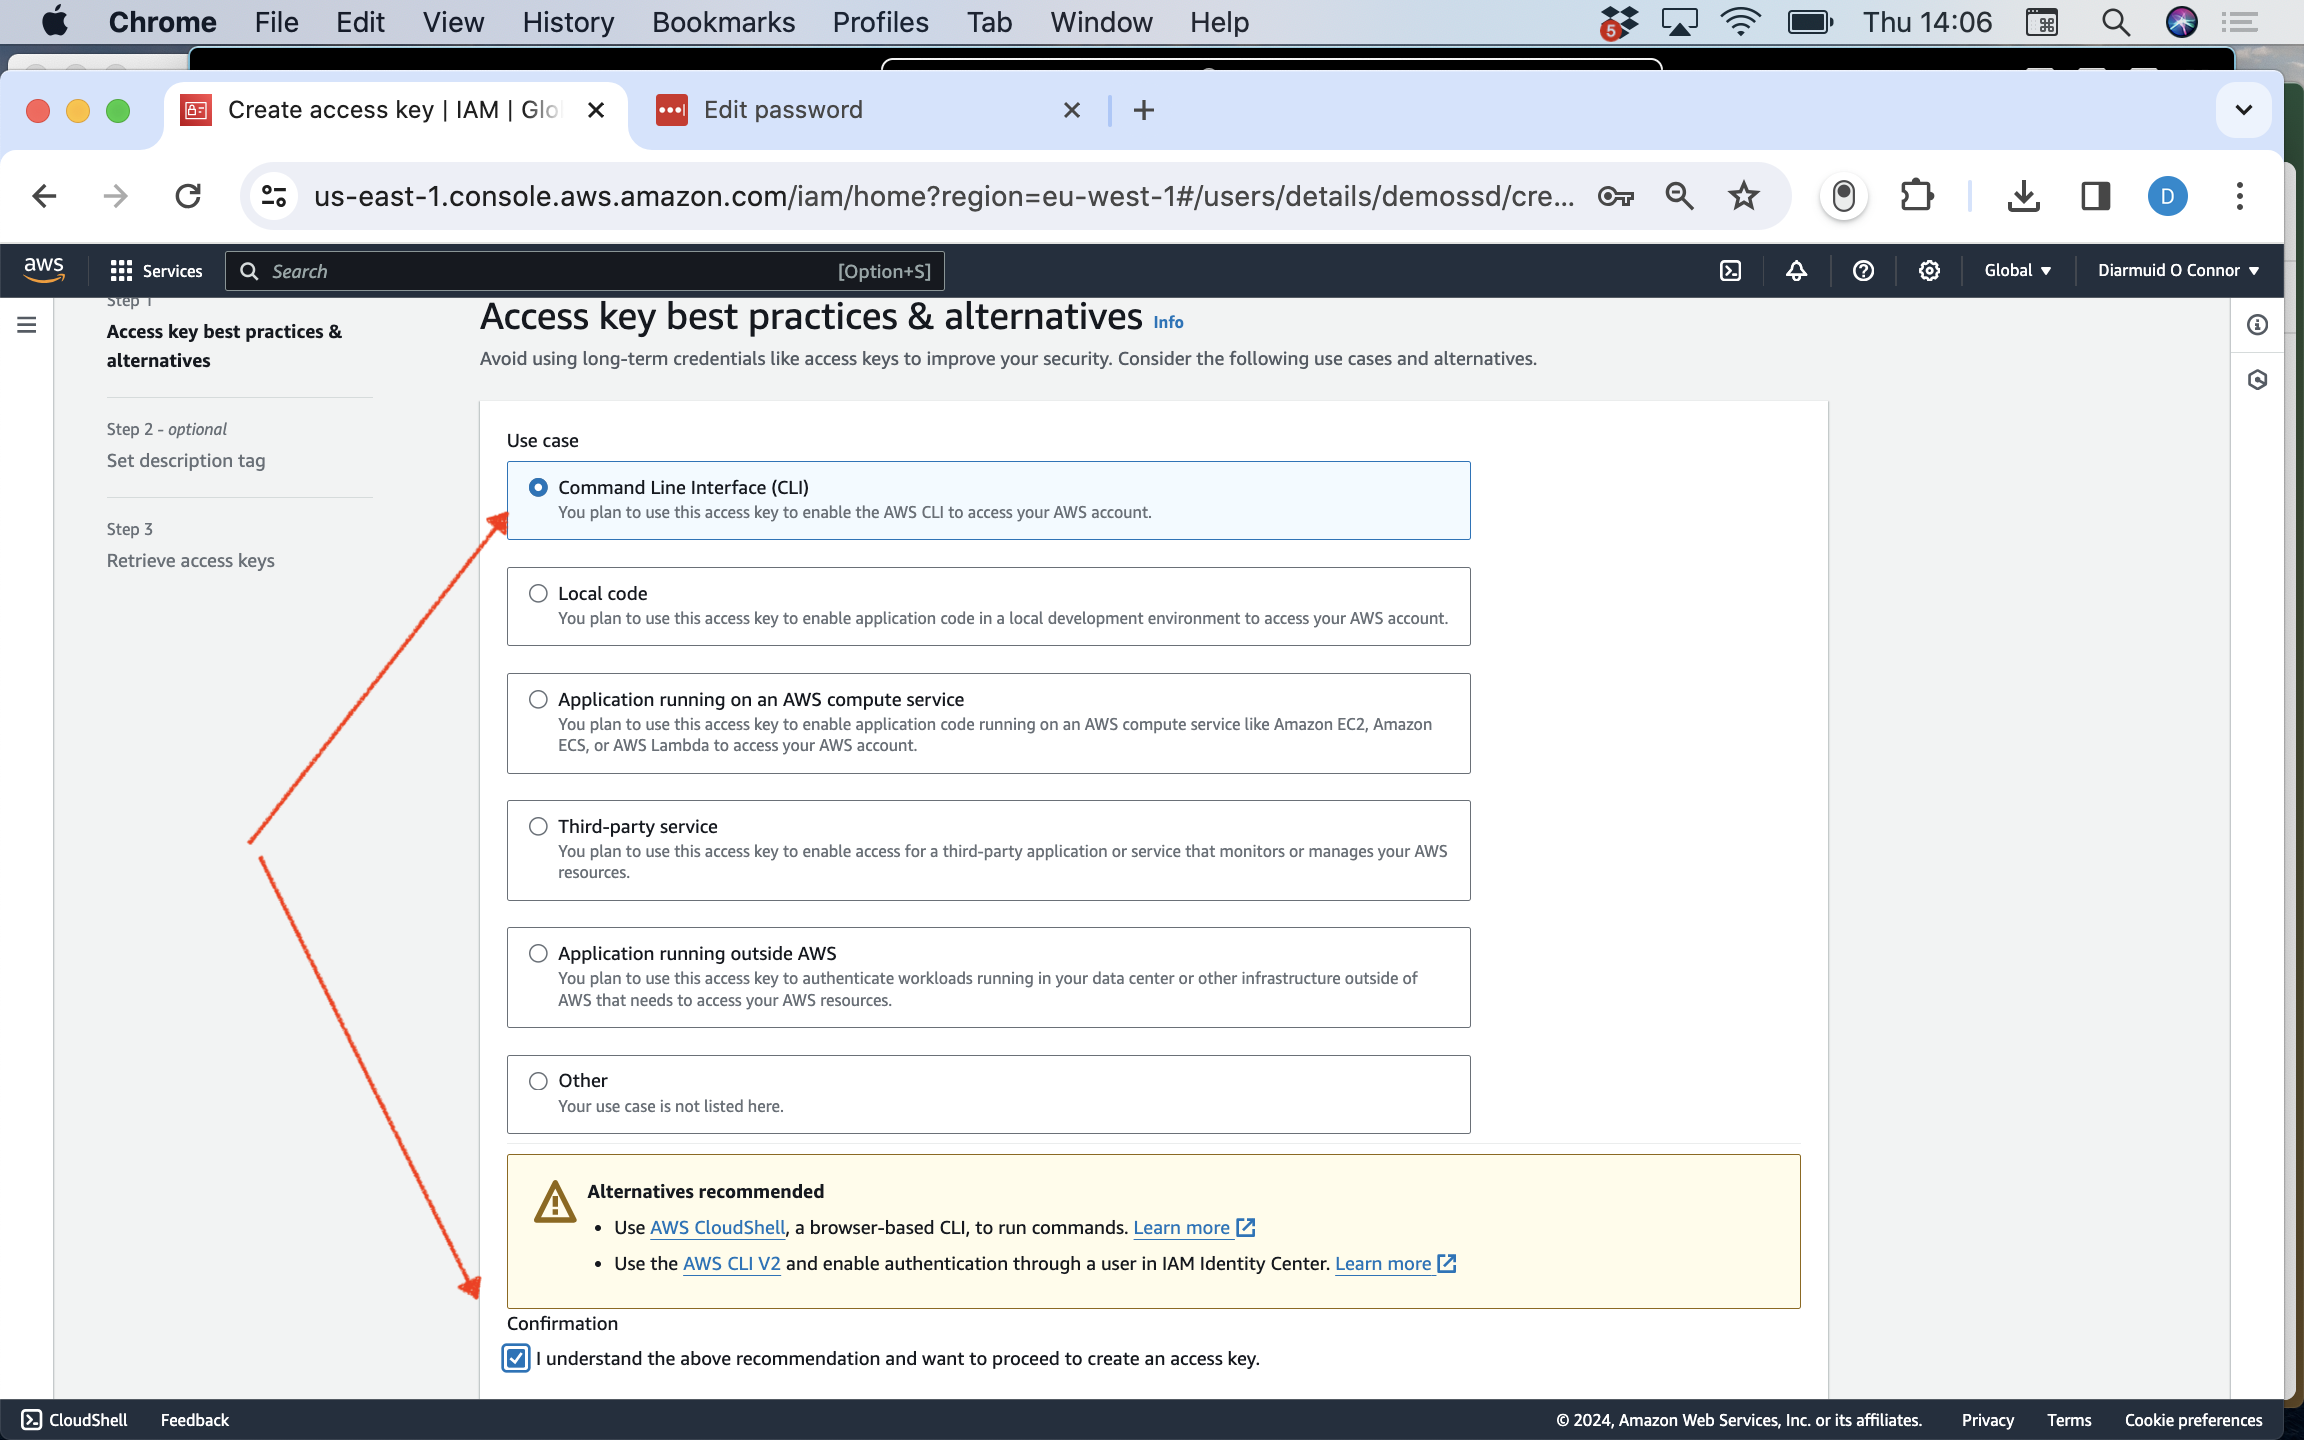 Chrome File Edit View History Bookmarks Profiles Tab Window Help 5 Thu 14:06
Create access key | IAM | Glo
Edit password
us-east-1.console.aws.amazon.com/iam/home?region=eu-west-1#/users/details/demossd/cre...
D
aws Services Search [Option+S] Global Diarmuid O Connor
Step 1
Access key best practices &
alternatives
Step 2 - optional
Set description tag
Step 3
Retrieve access keys
Access key best practices & alternatives Info
Avoid using long-term credentials like access keys to improve your security. Consider the following use cases and alternatives.
Use case
Command Line Interface (CLI)
You plan to use this access key to enable the AWS CLI to access your AWS account.
Local code
You plan to use this access key to enable application code in a local development environment to access your AWS account.
Application running on an AWS compute service
You plan to use this access key to enable application code running on an AWS compute service like Amazon EC2, Amazon
ECS, or AWS Lambda to access your AWS account.
Third-party service
You plan to use this access key to enable access for a third-party application or service that monitors or manages your AWS
resources.
Application running outside AWS
You plan to use this access key to authenticate workloads running in your data center or other infrastructure outside of
AWS that needs to access your AWS resources.
Other
Your use case is not listed here.
Alternatives recommended
• Use AWS CloudShell, a browser-based CLI, to run commands. Learn more
• Use the AWS CLI V2 and enable authentication through a user in IAM Identity Center. Learn more
Confirmation
I understand the above recommendation and want to proceed to create an access key.
CloudShell Feedback © 2024, Amazon Web Services, Inc. or its affiliates. Privacy Terms Cookie preferences